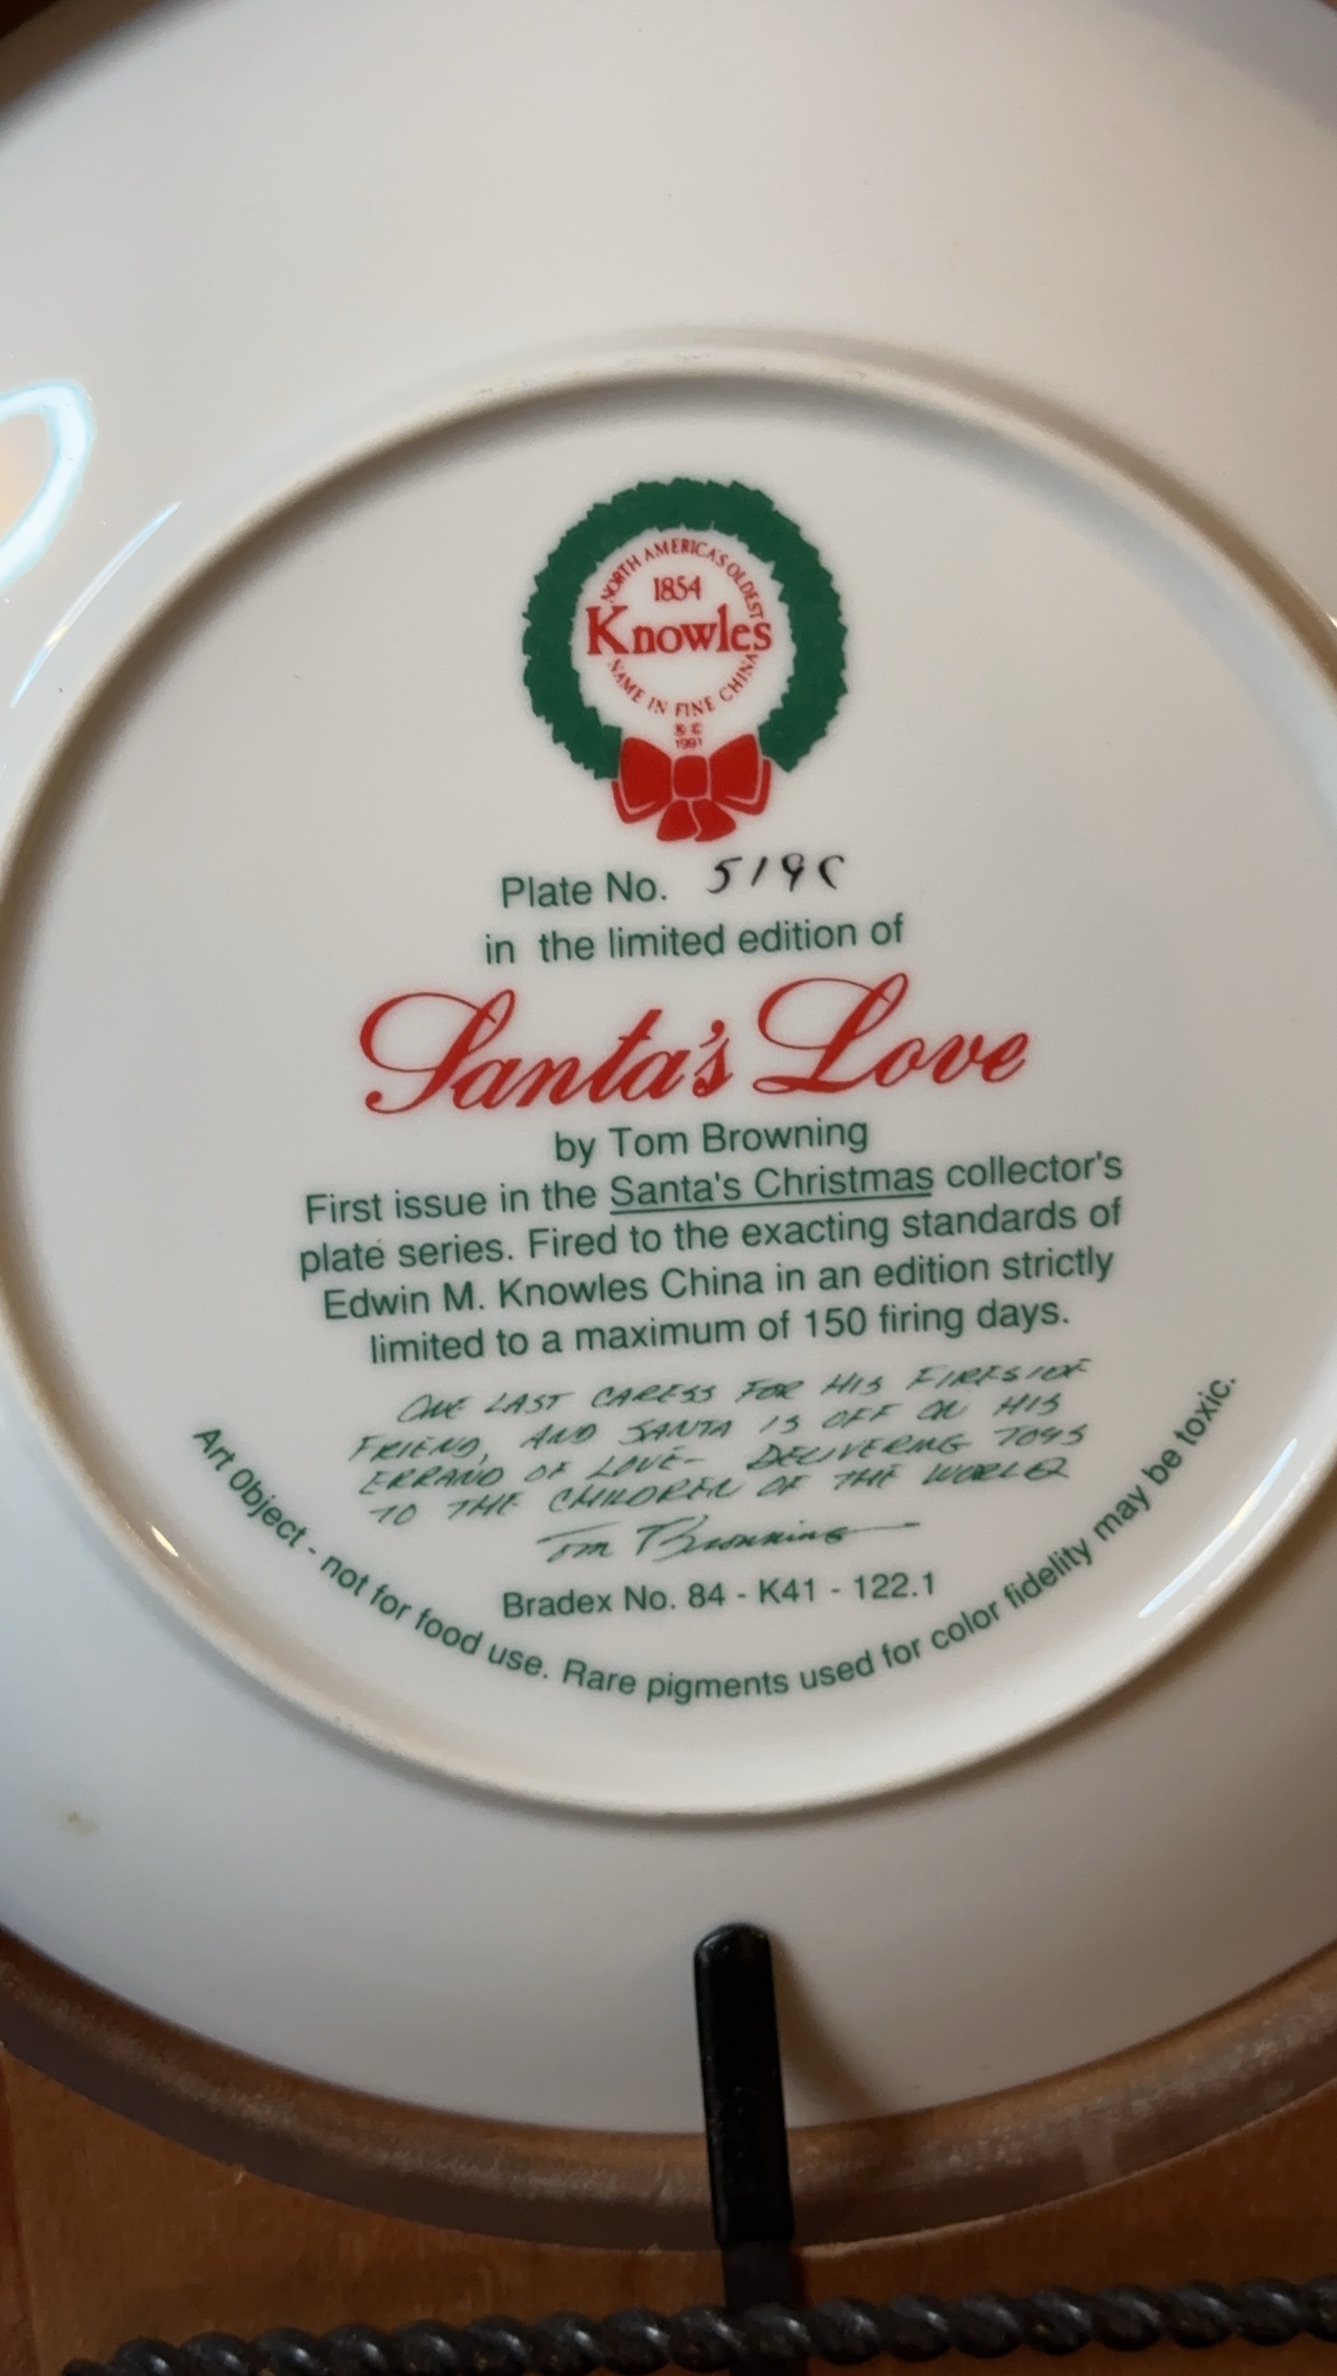 NORTH AMERICA'S OLDEST
1854
Knowles
NAME IN FINE CHINA
® ©
1991
Plate No. 519C
in the limited edition of
Santa's Love
by Tom Browning
First issue in the Santa's Christmas collector's
plate series. Fired to the exacting standards of
Edwin M. Knowles China in an edition strictly
limited to a maximum of 150 firing days.
ONE LAST CARESS FOR HIS FIRESIDE
FRIEND, AND SANTA IS OFF ON HIS
ERRAND OF LOVE- DELIVERING TOYS
TO THE CHILDREN OF THE WORLD
Tom Browning
Bradex No. 84 - K41 - 122.1
Art Object - not for food use. Rare pigments used for color fidelity may be toxic.